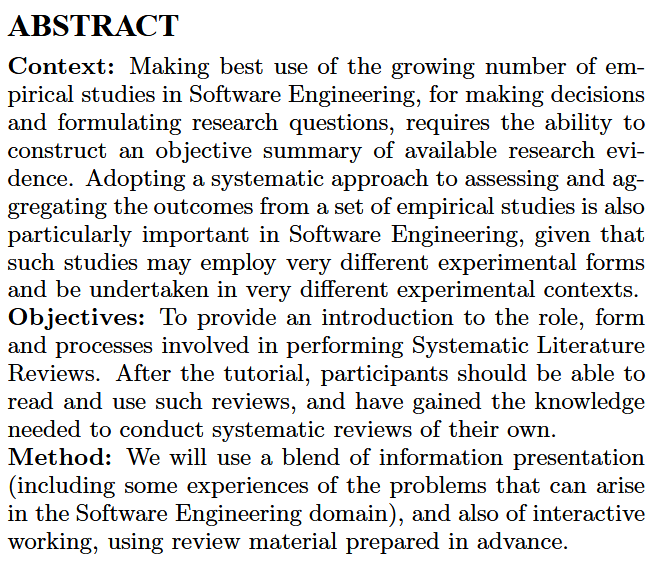 ABSTRACT
Context: Making best use of the growing number of em-
pirical studies in Software Engineering, for making decisions
and formulating research questions, requires the ability to
construct an objective summary of available research evi-
dence. Adopting a systematic approach to assessing and ag-
gregating the outcomes from a set of empirical studies is also
particularly important in Software Engineering, given that
such studies may employ very different experimental forms
and be undertaken in very different experimental contexts.
Objectives: To provide an introduction to the role, form
and processes involved in performing Systematic Literature
Reviews. After the tutorial, participants should be able to
read and use such reviews, and have gained the knowledge
needed to conduct systematic reviews of their own.
Method: We will use a blend of information presentation
(including some experiences of the problems that can arise
in the Software Engineering domain), and also of interactive
working, using review material prepared in advance.